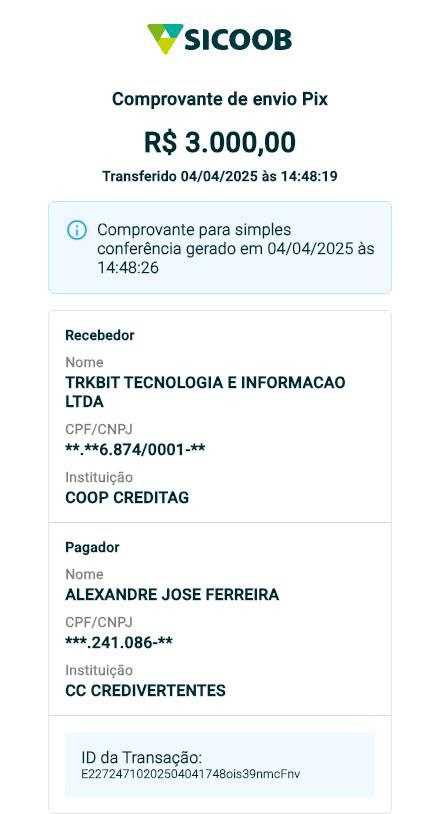 SICOOB
Comprovante de envio Pix
R$ 3.000,00
Transferido 04/04/2025 às 14:48:19
Comprovante para simples
conferência gerado em 04/04/2025 às
14:48:26
Recebedor
Nome
TRKBIT TECNOLOGIA E INFORMACAO
LTDA
CPF/CNPJ
**.**6.874/0001-**
Instituição
COOP CREDITAG
Pagador
Nome
ALEXANDRE JOSE FERREIRA
CPF/CNPJ
***.241.086-**
Instituição
CC CREDIVERTENTES
ID da Transação:
E22724710202504041748ois39nmcFnv